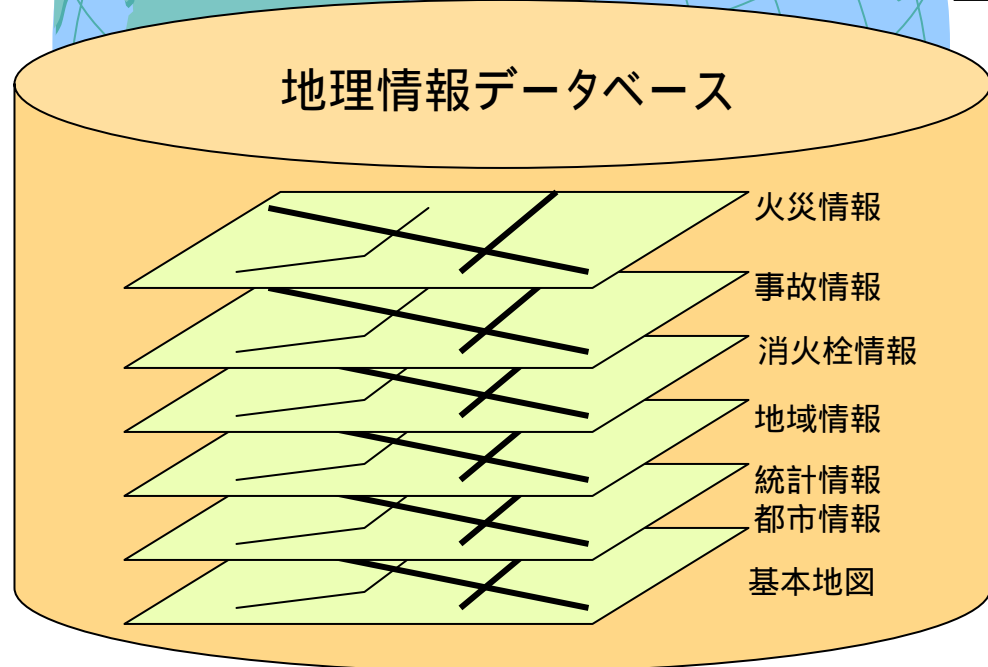 地理情報データベース
火災情報
事故情報
消火栓情報
地域情報
統計情報
都市情報
基本地図